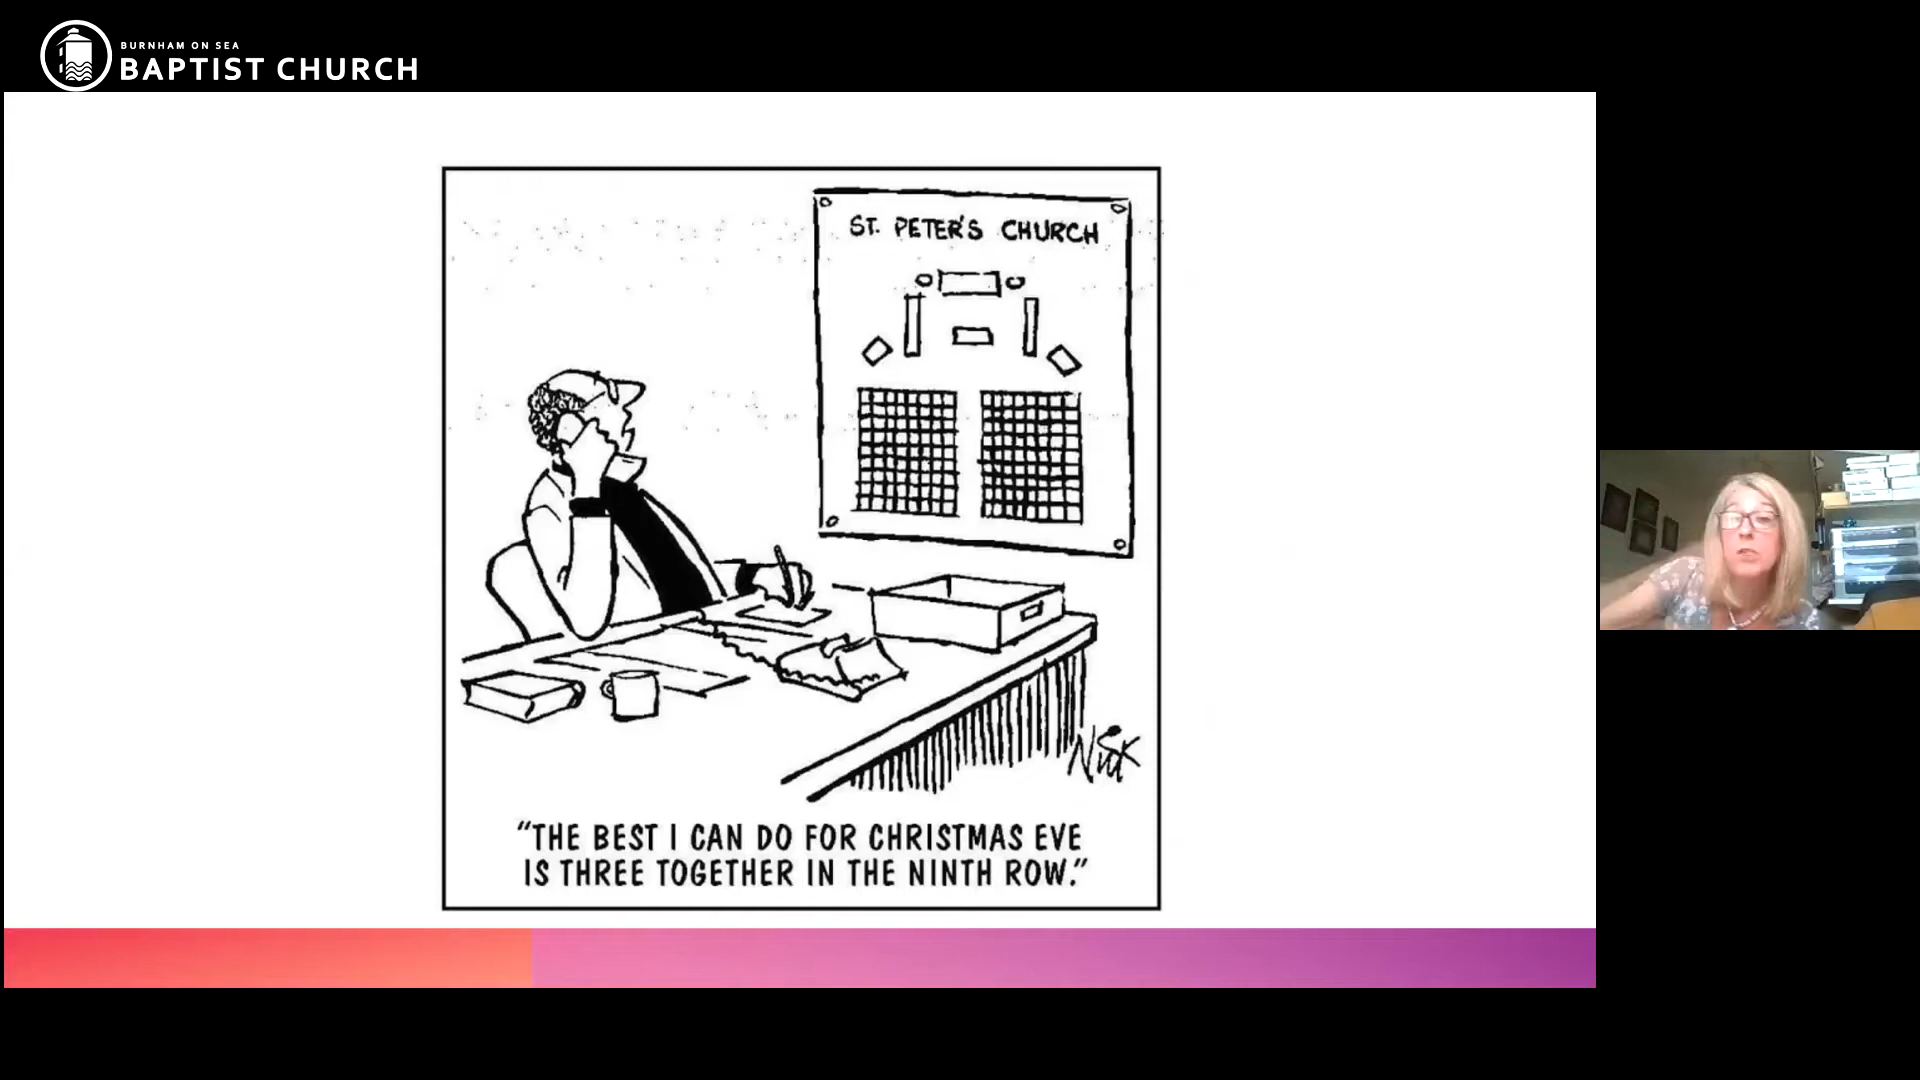 BURNHAM ON SEA
BAPTIST CHURCH
ST. PETER'S CHURCH
Nick
“THE BEST I CAN DO FOR CHRISTMAS EVE
IS THREE TOGETHER IN THE NINTH ROW.”